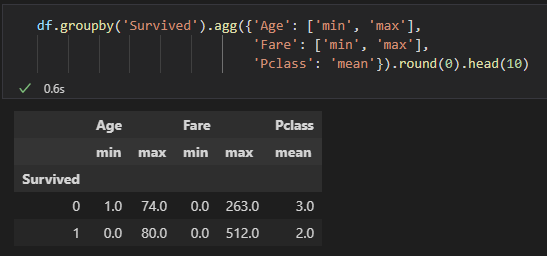 df.groupby('Survived').agg({'Age': ['min', 'max'],
'Fare': ['min', 'max'],
'Pclass': 'mean'}).round(0).head(10)
0.6s
Age Fare Pclass
min max min max mean
Survived
0 1.0 74.0 0.0 263.0 3.0
1 0.0 80.0 0.0 512.0 2.0